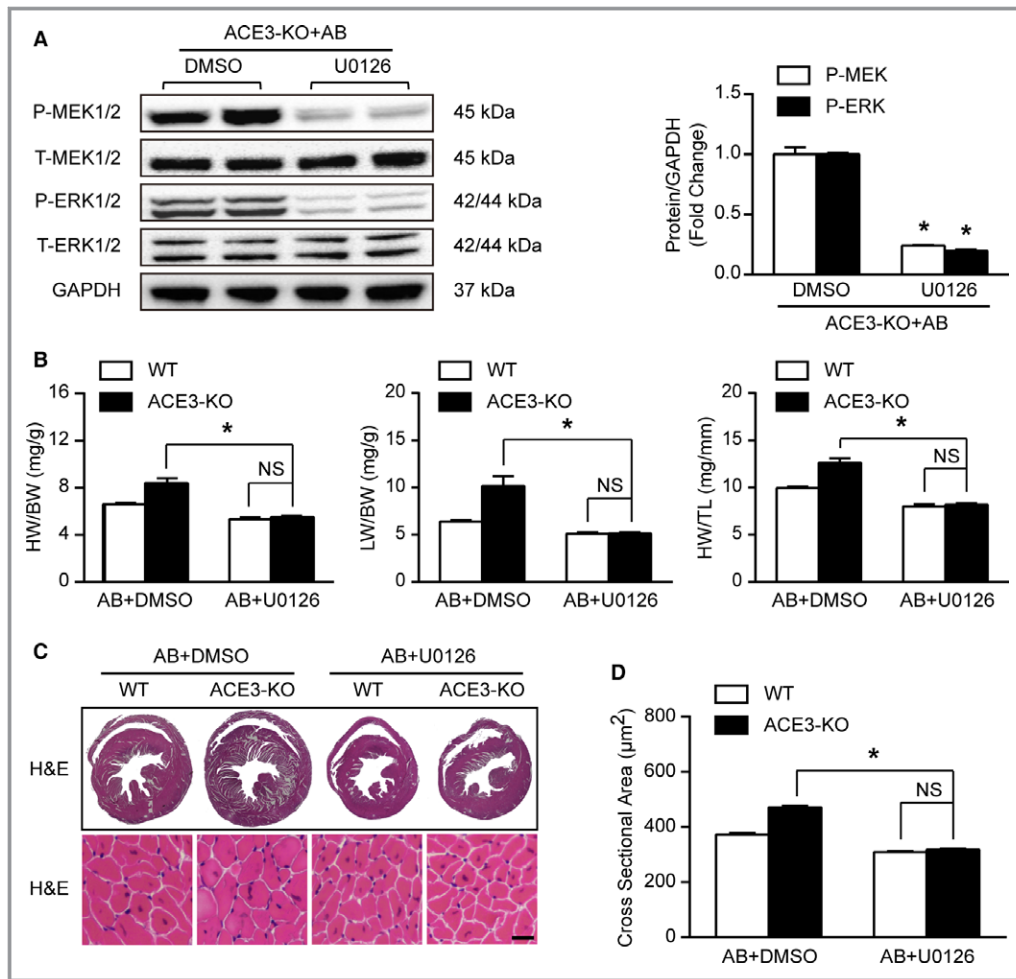 A
ACE3-KO+AB
DMSO U0126
P-MEK1/2 45 kDa
T-MEK1/2 45 kDa
P-ERK1/2 42/44 kDa
T-ERK1/2 42/44 kDa
GAPDH 37 kDa
P-MEK
P-ERK
Protein/GAPDH
(Fold Change)
1.5
1.0
0.5
0.0
* *
DMSO U0126
ACE3-KO+AB
B
WT
ACE3-KO
HW/BW (mg/g)
16
12
8
4
0
*
NS
AB+DMSO AB+U0126
WT
ACE3-KO
LW/BW (mg/g)
20
15
10
5
0
*
NS
AB+DMSO AB+U0126
WT
ACE3-KO
HW/TL (mg/mm)
20
15
10
5
0
*
NS
AB+DMSO AB+U0126
C
AB+DMSO AB+U0126
WT ACE3-KO WT ACE3-KO
H&E
H&E
D
WT
ACE3-KO
Cross Sectional Area (µm²)
800
600
400
200
0
*
NS
AB+DMSO AB+U0126